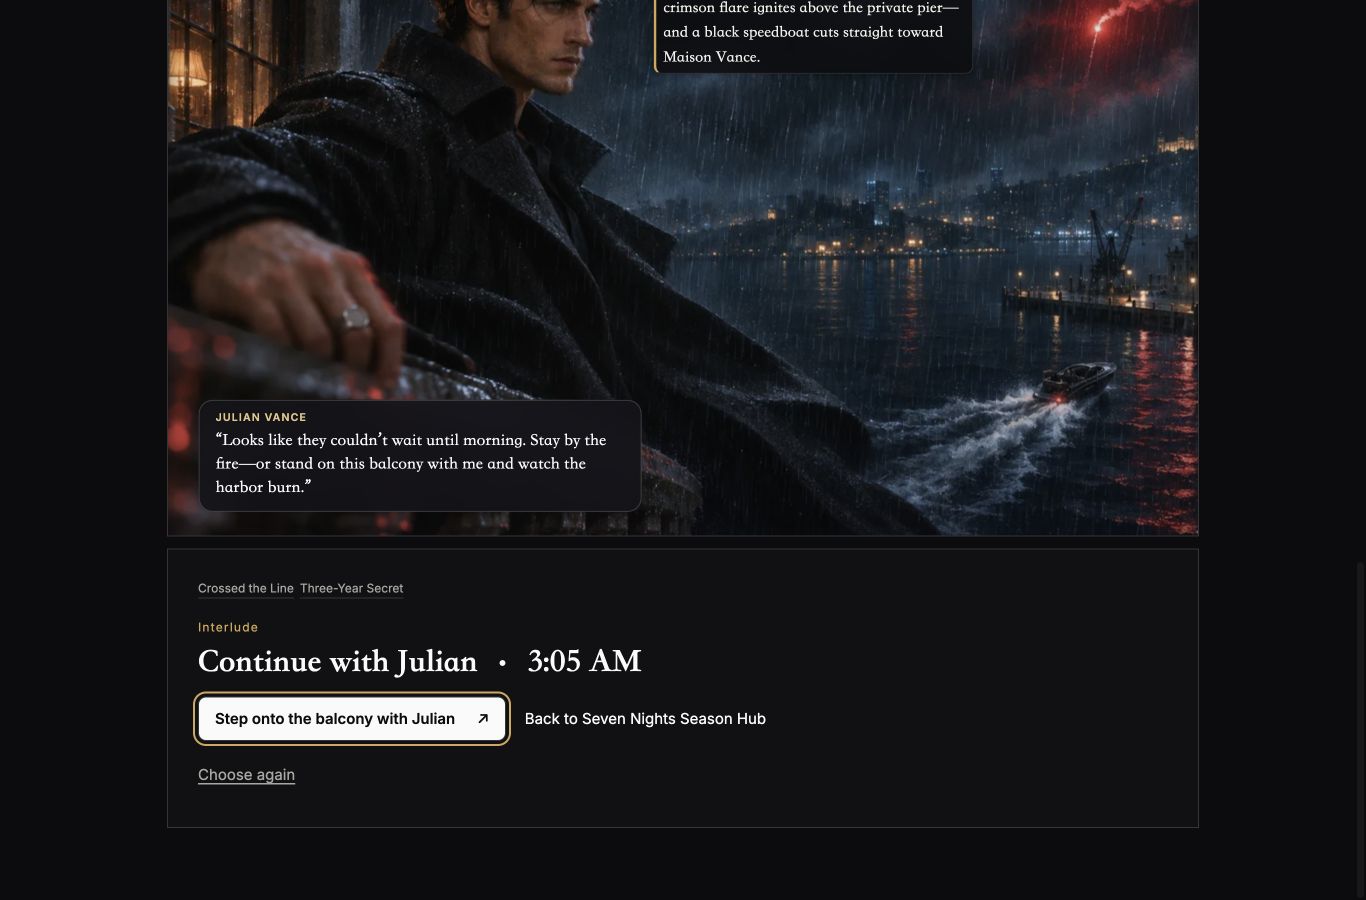 crimson flare ignites above the private pier—
and a black speedboat cuts straight toward
Maison Vance.
JULIAN VANCE
“Looks like they couldn’t wait until morning. Stay by the
fire—or stand on this balcony with me and watch the
harbor burn.”
Crossed the Line Three-Year Secret
Interlude
Continue with Julian • 3:05 AM
Step onto the balcony with Julian ↗ Back to Seven Nights Season Hub
Choose again